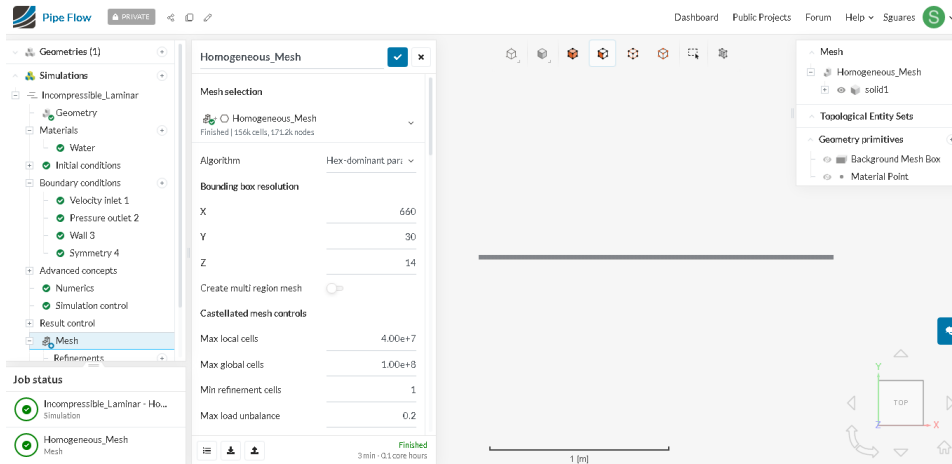 Pipe Flow
PRIVATE
Dashboard
Public Projects
Forum
Help
Sguares
S
Geometries (1)
Simulations
Incompressible_Laminar
Geometry
Materials
Water
Initial conditions
Boundary conditions
Velocity inlet 1
Pressure outlet 2
Wall 3
Symmetry 4
Advanced concepts
Numerics
Simulation control
Result control
Mesh
Refinements
Job status
Incompressible_Laminar - Ho...
Simulation
Homogeneous_Mesh
Mesh
Homogeneous_Mesh
Mesh selection
Homogeneous_Mesh
Finished | 156k cells, 171.2k nodes
Algorithm Hex-dominant para
Bounding box resolution
X 660
Y 30
Z 14
Create multi region mesh
Castellated mesh controls
Max local cells 4.00e+7
Max global cells 1.00e+8
Min refinement cells 1
Max load unbalance 0.2
Finished
3 min - 0.1 core hours
1 [m]
Mesh
Homogeneous_Mesh
solid1
Topological Entity Sets
Geometry primitives
Background Mesh Box
Material Point
Y
TOP
Z
X